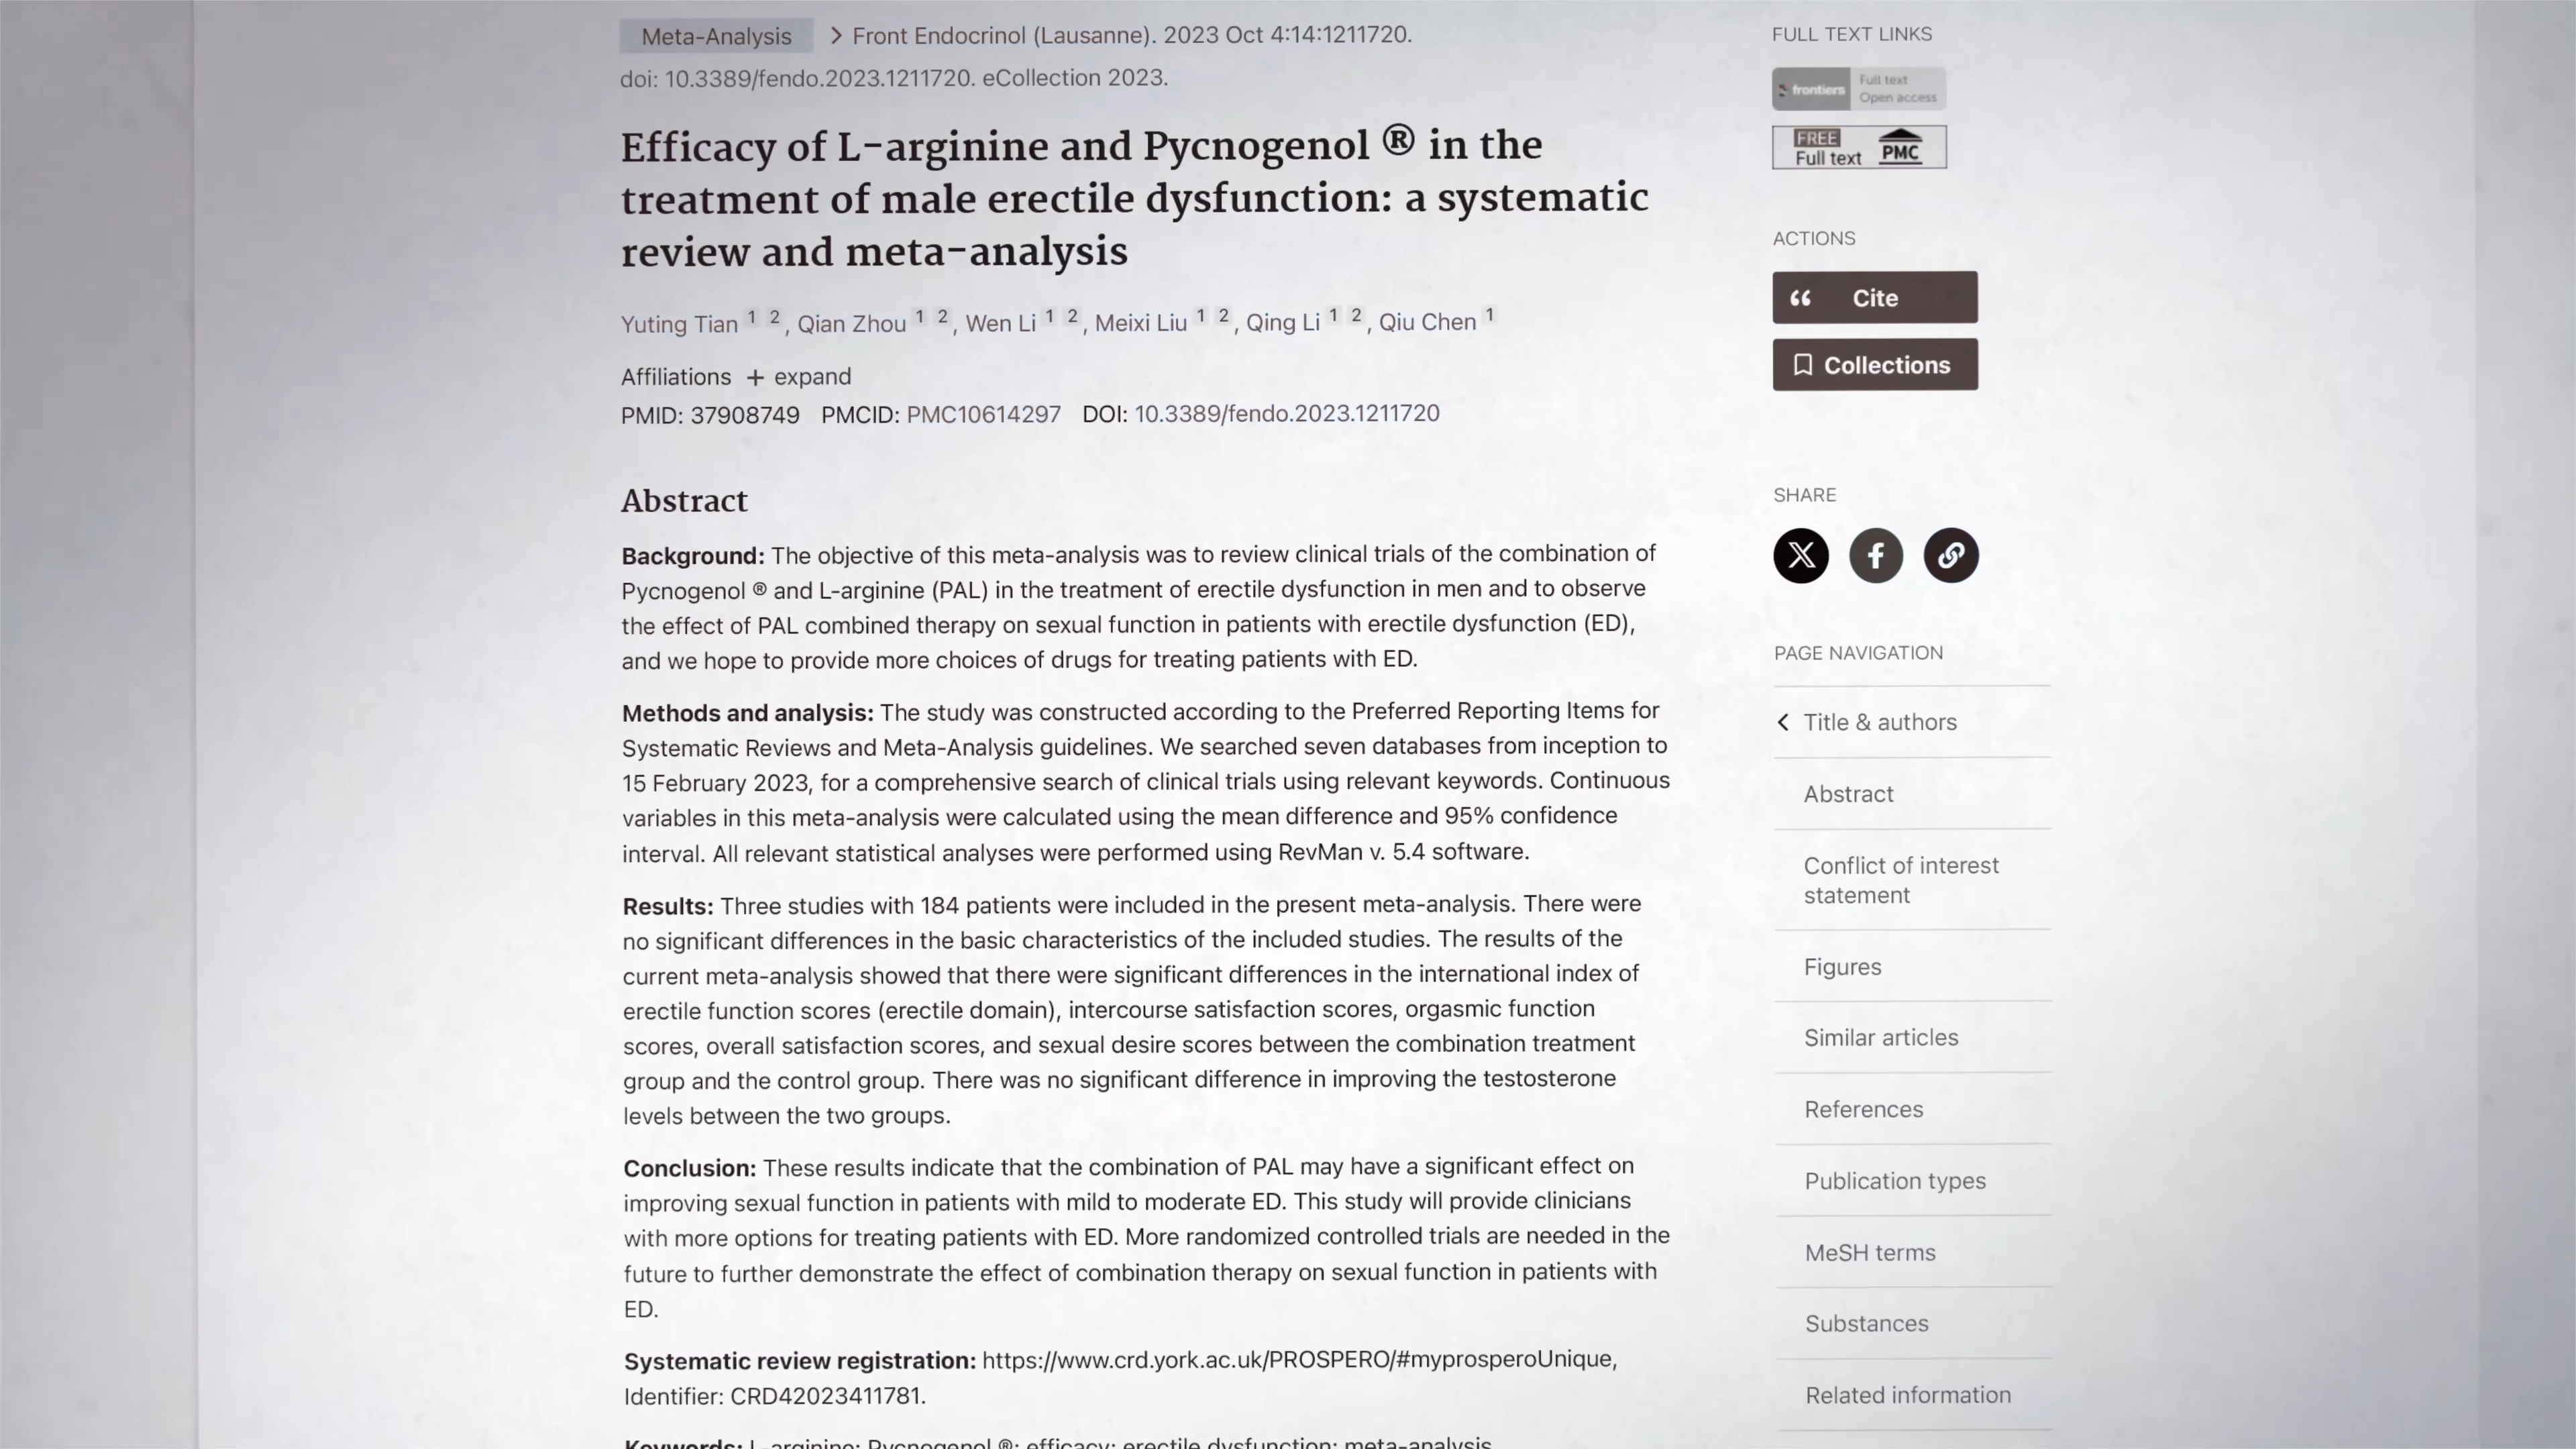 Meta-Analysis > Front Endocrinol (Lausanne). 2023 Oct 4:14:1211720.
doi: 10.3389/fendo.2023.1211720. eCollection 2023.
Efficacy of L-arginine and Pycnogenol ® in the
treatment of male erectile dysfunction: a systematic
review and meta-analysis
Yuting Tian 1 2, Qian Zhou 1 2, Wen Li 1 2, Meixi Liu 1 2, Qing Li 1 2, Qiu Chen 1
Affiliations + expand
PMID: 37908749 PMCID: PMC10614297 DOI: 10.3389/fendo.2023.1211720
Abstract
Background: The objective of this meta-analysis was to review clinical trials of the combination of
Pycnogenol ® and L-arginine (PAL) in the treatment of erectile dysfunction in men and to observe
the effect of PAL combined therapy on sexual function in patients with erectile dysfunction (ED),
and we hope to provide more choices of drugs for treating patients with ED.
Methods and analysis: The study was constructed according to the Preferred Reporting Items for
Systematic Reviews and Meta-Analysis guidelines. We searched seven databases from inception to
15 February 2023, for a comprehensive search of clinical trials using relevant keywords. Continuous
variables in this meta-analysis were calculated using the mean difference and 95% confidence
interval. All relevant statistical analyses were performed using RevMan v. 5.4 software.
Results: Three studies with 184 patients were included in the present meta-analysis. There were
no significant differences in the basic characteristics of the included studies. The results of the
current meta-analysis showed that there were significant differences in the international index of
erectile function scores (erectile domain), intercourse satisfaction scores, orgasmic function
scores, overall satisfaction scores, and sexual desire scores between the combination treatment
group and the control group. There was no significant difference in improving the testosterone
levels between the two groups.
Conclusion: These results indicate that the combination of PAL may have a significant effect on
improving sexual function in patients with mild to moderate ED. This study will provide clinicians
with more options for treating patients with ED. More randomized controlled trials are needed in the
future to further demonstrate the effect of combination therapy on sexual function in patients with
ED.
Systematic review registration: https://www.crd.york.ac.uk/PROSPERO/#myprosperoUnique,
Identifier: CRD42023411781.
Keywords: L-arginine; Pycnogenol ®; efficacy; erectile dysfunction; meta-analysis
FULL TEXT LINKS
frontiers
Full text
Open access
FREE
Full text
PMC
ACTIONS
Cite
Collections
SHARE
PAGE NAVIGATION
Title & authors
Abstract
Conflict of interest
statement
Figures
Similar articles
References
Publication types
MeSH terms
Substances
Related information